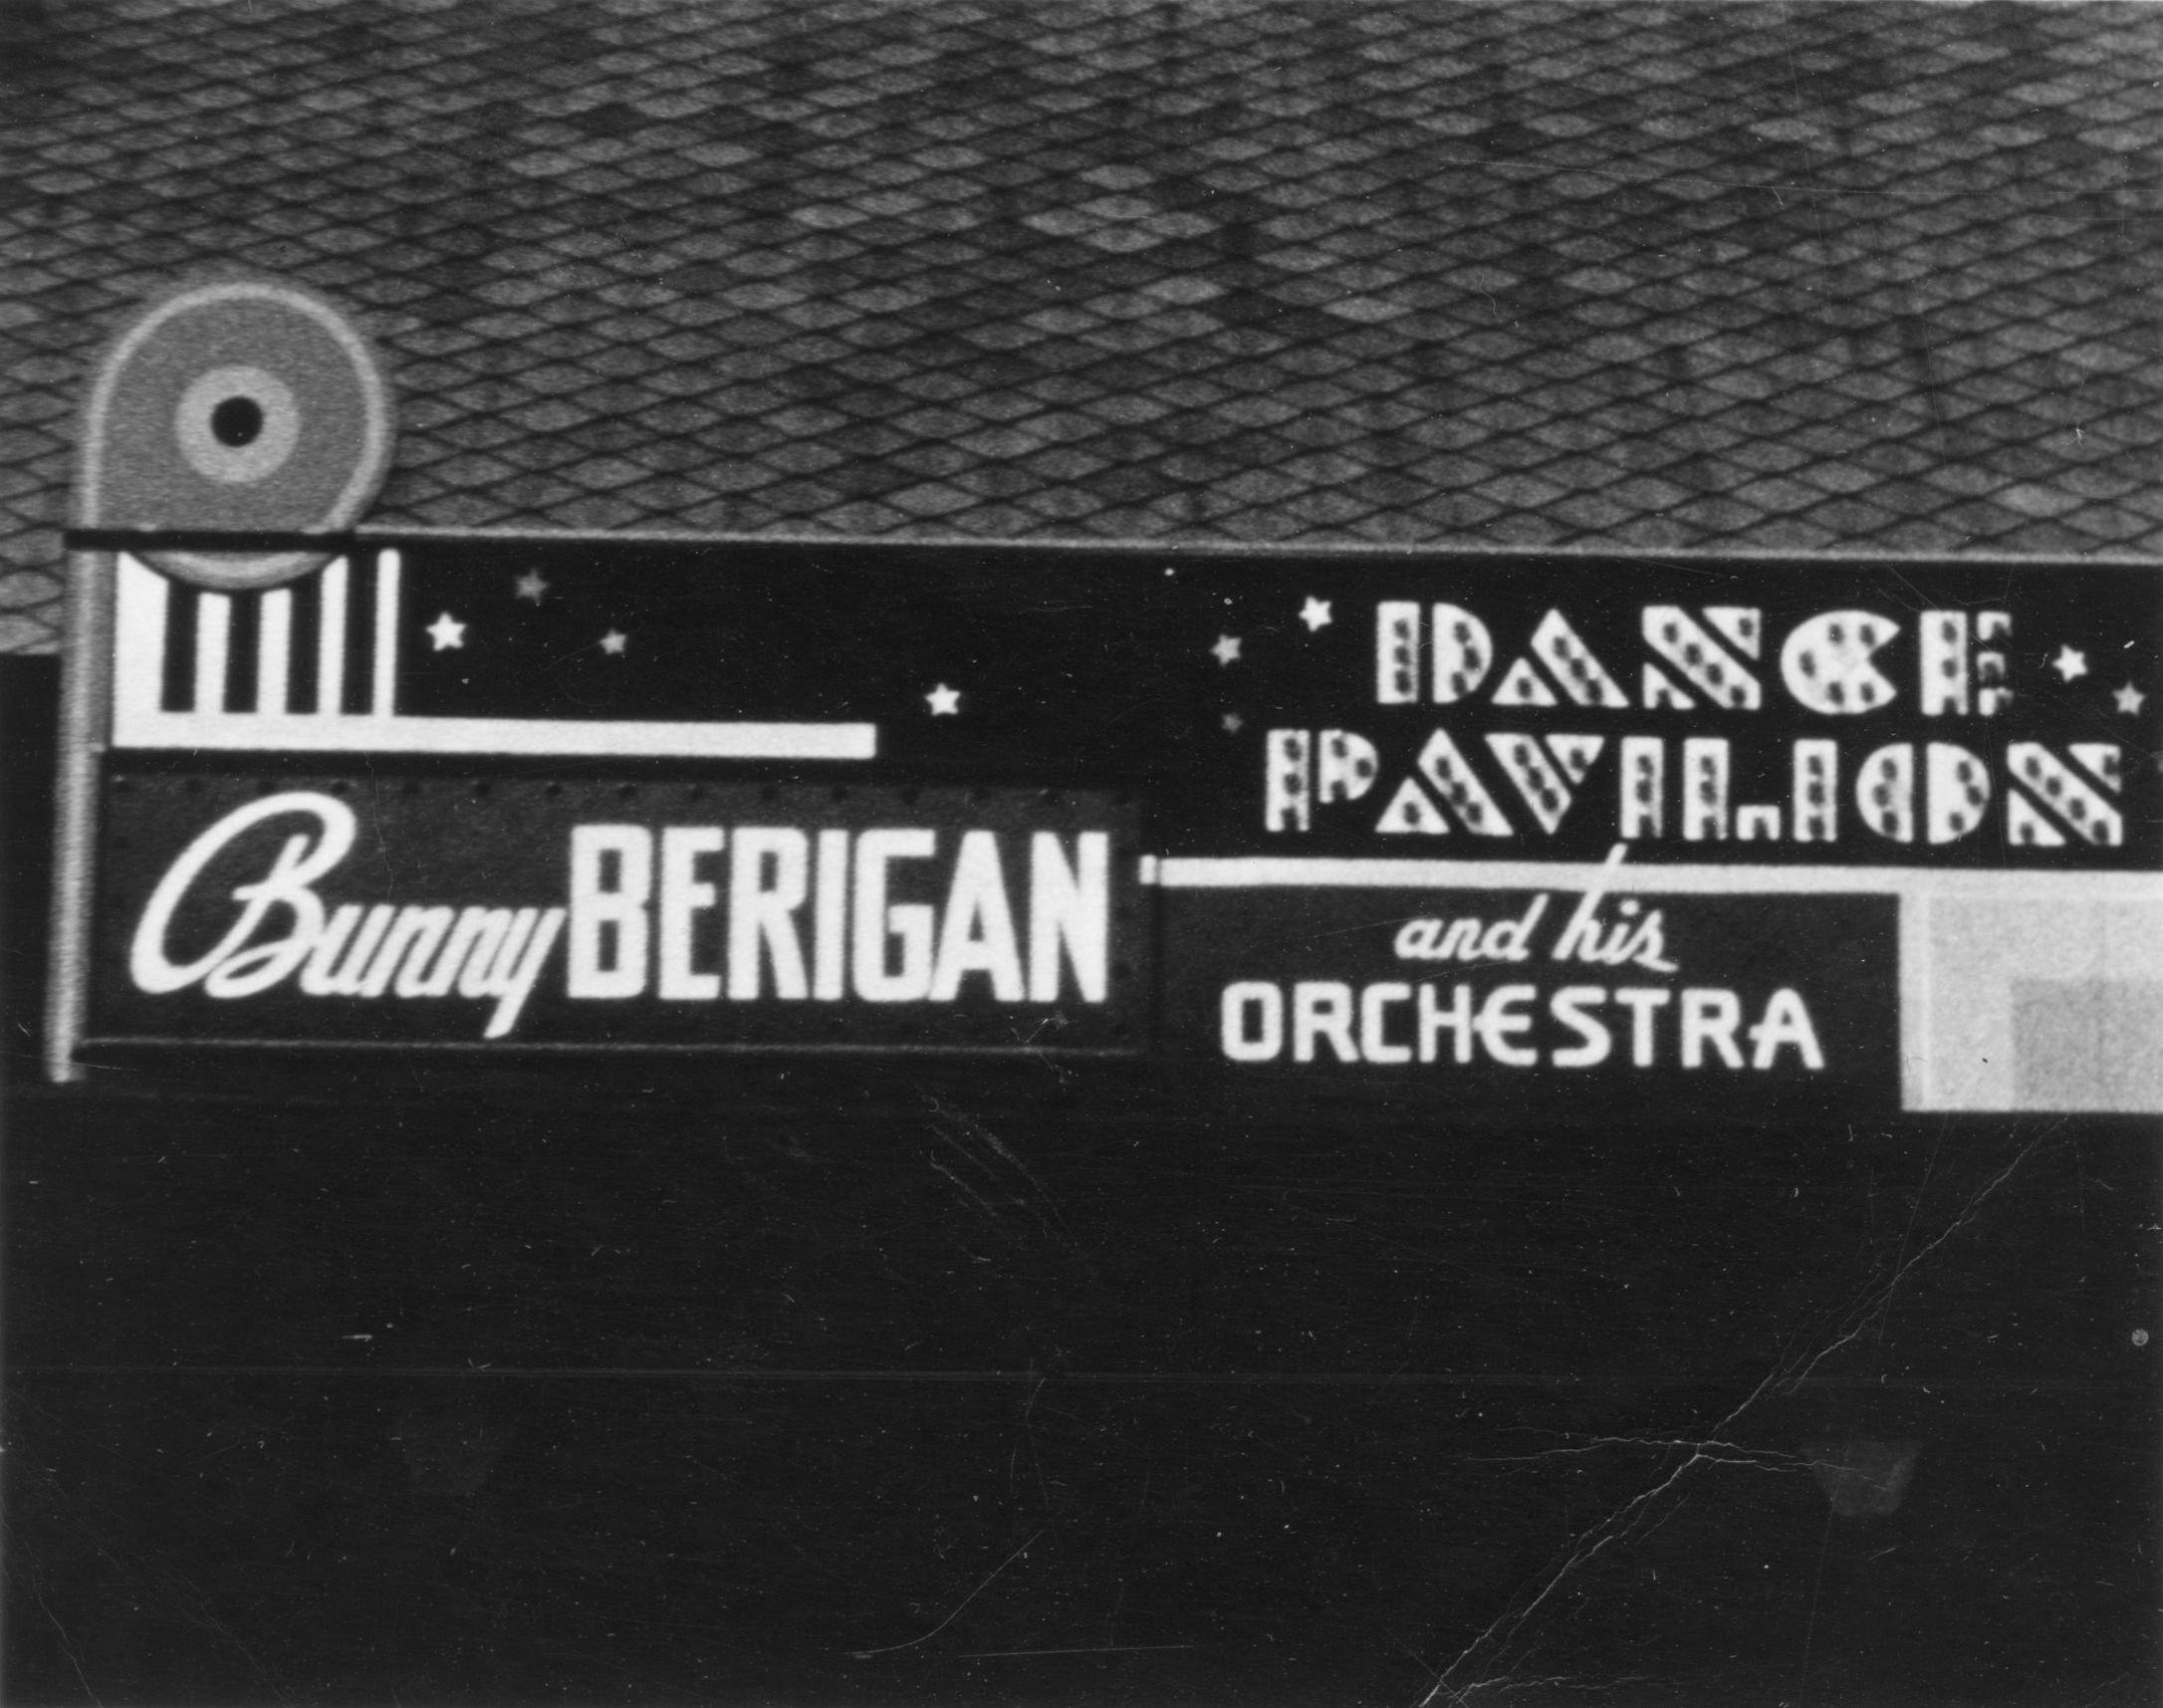 DANCE
PAVILION
Bunny BERIGAN
and his
ORCHESTRA